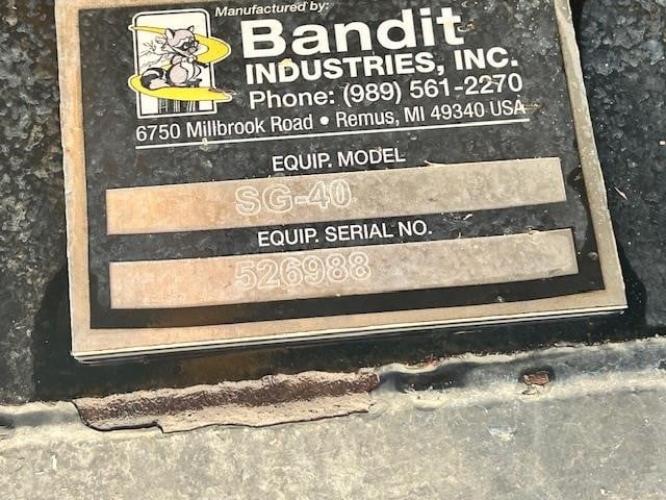 Manufactured by:
Bandit
INDUSTRIES, INC.
Phone: (989) 561-2270
6750 Millbrook Road • Remus, MI 49340 USA
EQUIP. MODEL
SG-40
EQUIP. SERIAL NO.
526988